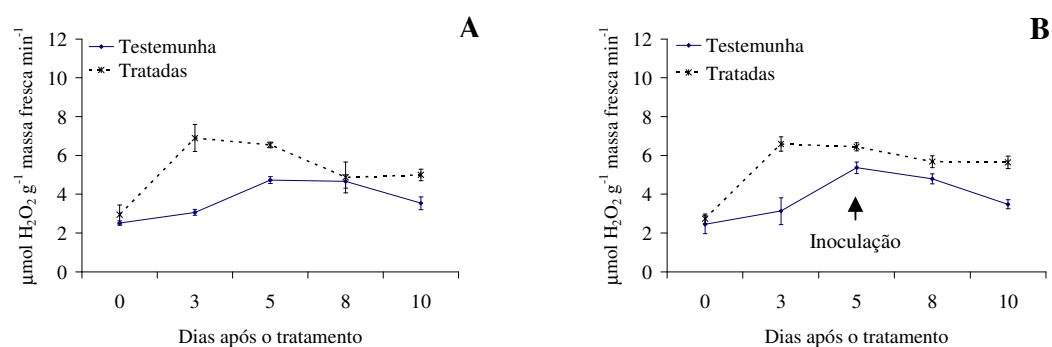 A
µmol H₂O₂ g⁻¹ massa fresca min⁻¹
12
10
8
6
4
2
0
Testemunha
Tratadas
0 3 5 8 10
Dias após o tratamento
B
µmol H₂O₂ g⁻¹ massa fresca min⁻¹
12
10
8
6
4
2
0
Testemunha
Tratadas
Inoculação
0 3 5 8 10
Dias após o tratamento